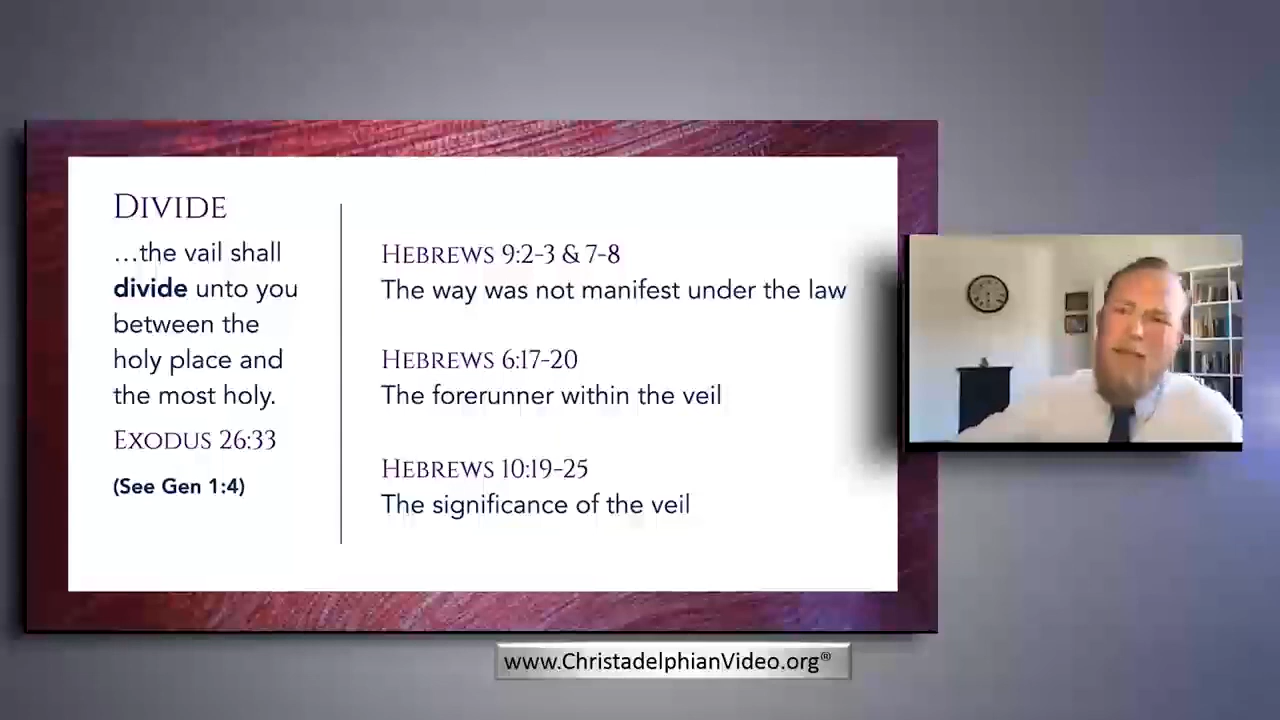 DIVIDE
...the vail shall
divide unto you
between the
holy place and
the most holy.
EXODUS 26:33
(See Gen 1:4)
HEBREWS 9:2-3 & 7-8
The way was not manifest under the law
HEBREWS 6:17-20
The forerunner within the veil
HEBREWS 10:19-25
The significance of the veil
www.ChristadelphianVideo.org®